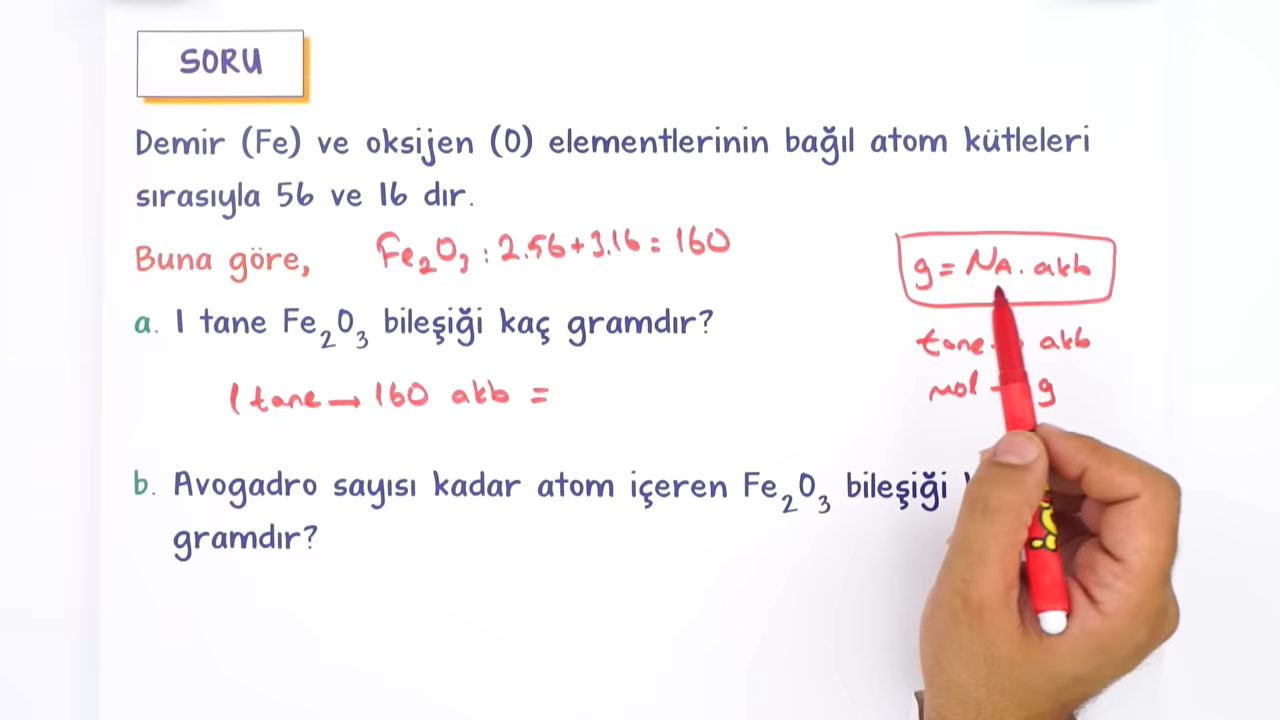 SORU
Demir (Fe) ve oksijen (O) elementlerinin bağıl atom kütleleri
sırasıyla 56 ve 16 dır.
Buna göre, Fe₂O₃ : 2.56 + 3.16 = 160
g = NA. akb
a. 1 tane Fe₂O₃ bileşiği kaç gramdır?
tane akb
mol - g
1 tane → 160 akb =
b. Avogadro sayısı kadar atom içeren Fe₂O₃ bileşiği
gramdır?